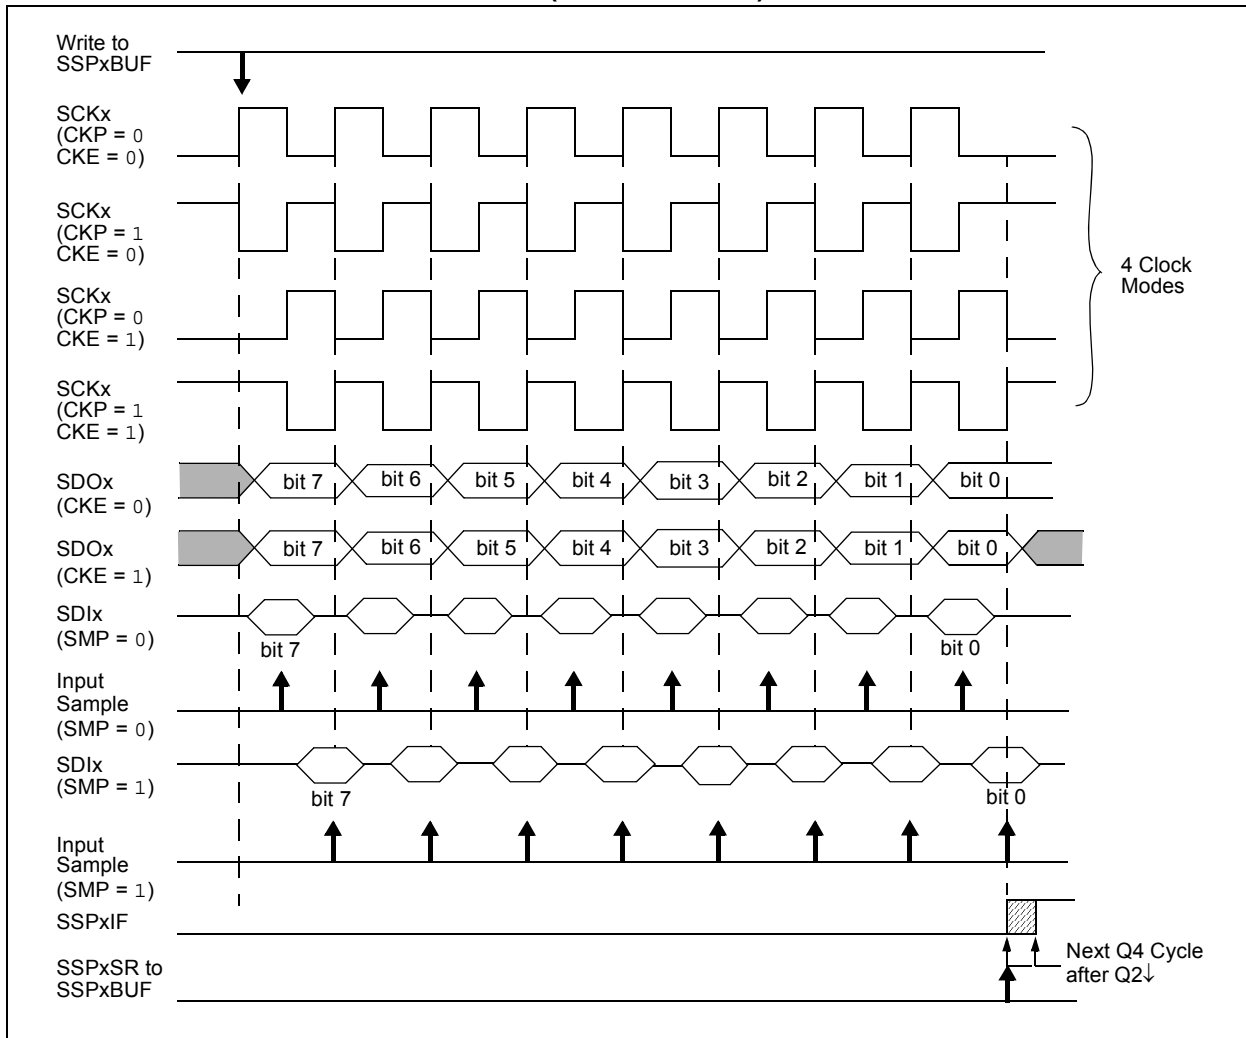 Write to
SSPxBUF
SCKx
(CKP = 0
CKE = 0)
SCKx
(CKP = 1
CKE = 0)
SCKx
(CKP = 0
CKE = 1)
SCKx
(CKP = 1
CKE = 1)
4 Clock
Modes
SDOx
(CKE = 0)
bit 7 bit 6 bit 5 bit 4 bit 3 bit 2 bit 1 bit 0
SDOx
(CKE = 1)
bit 7 bit 6 bit 5 bit 4 bit 3 bit 2 bit 1 bit 0
SDIx
(SMP = 0)
bit 7 bit 0
Input
Sample
(SMP = 0)
SDIx
(SMP = 1)
bit 7 bit 0
Input
Sample
(SMP = 1)
SSPxIF
SSPxSR to
SSPxBUF
Next Q4 Cycle
after Q2↓